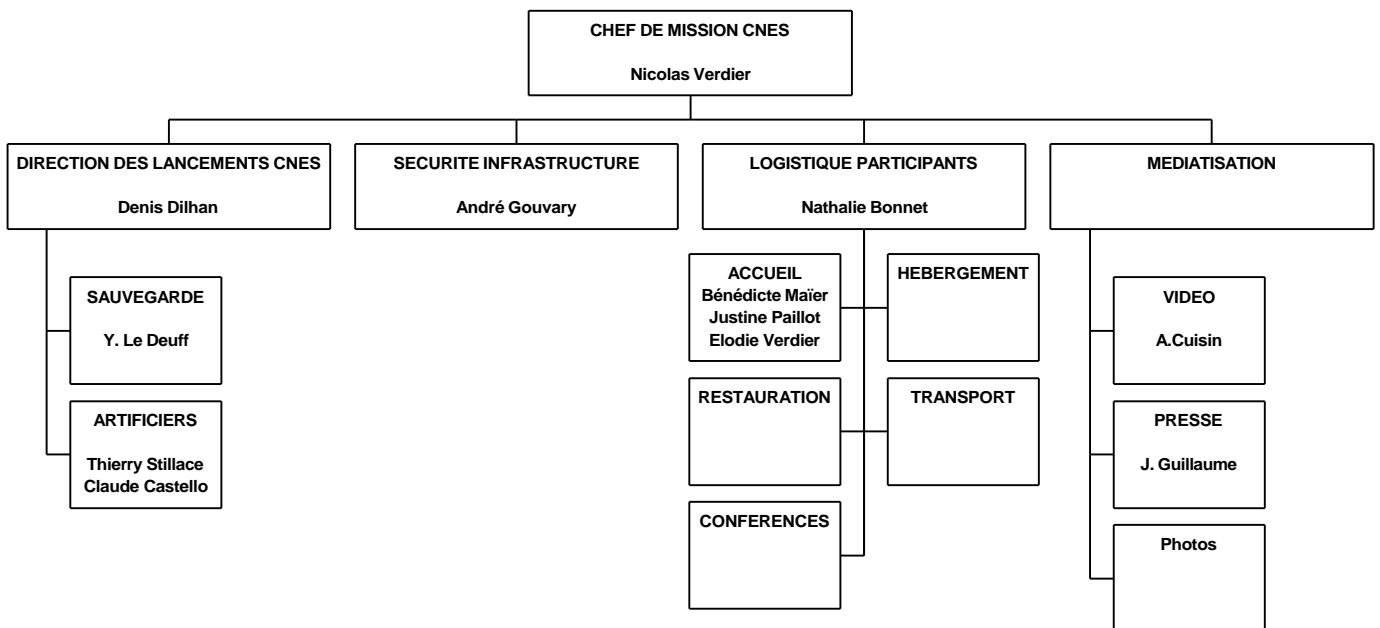 CHEF DE MISSION CNES
Nicolas Verdier
DIRECTION DES LANCEMENTS CNES
Denis Dilhan
SECURITE INFRASTRUCTURE
André Gouvary
LOGISTIQUE PARTICIPANTS
Nathalie Bonnet
MEDIATISATION
SAUVEGARDE
Y. Le Deuff
ARTIFICIERS
Thierry Stillace
Claude Castello
ACCUEIL
Bénédicte Maïer
Justine Paillot
Elodie Verdier
HEBERGEMENT
RESTAURATION
TRANSPORT
CONFERENCES
VIDEO
A.Cuisin
PRESSE
J. Guillaume
Photos